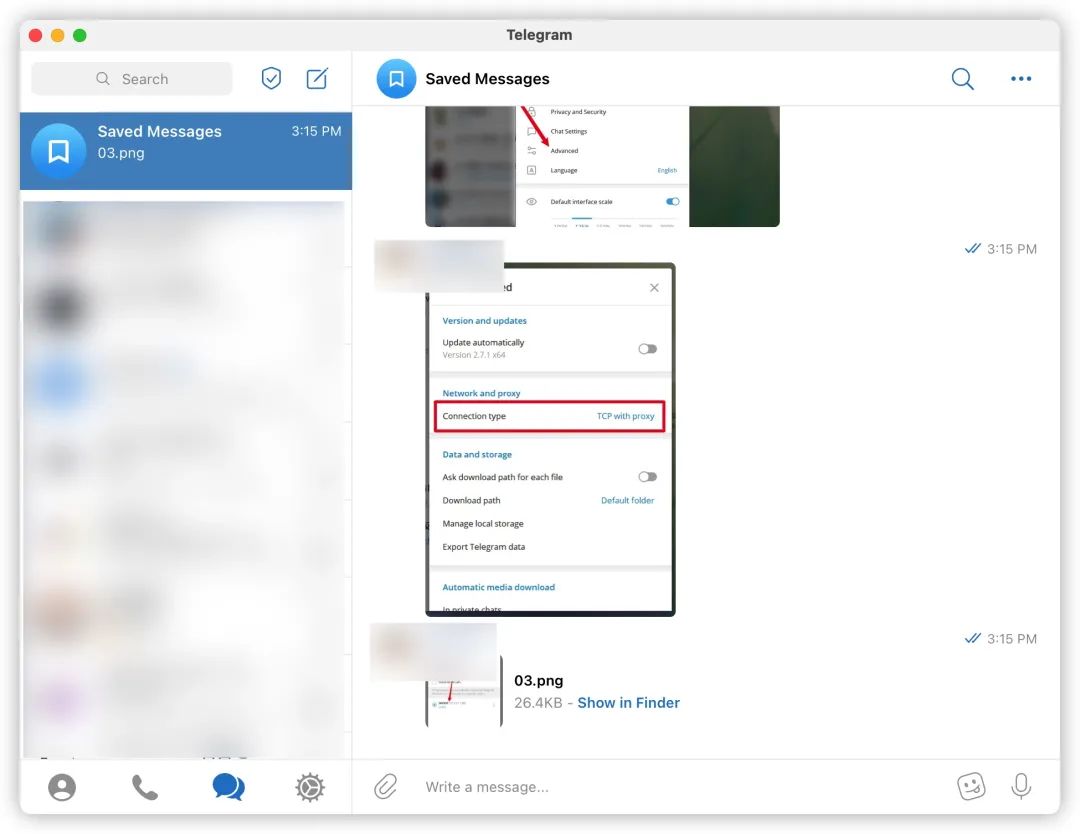 Telegram
Search
Saved Messages
3:15 PM
03.png
Saved Messages
Privacy and Security
Chat Settings
Advanced
Language
English
Default interface scale
3:15 PM
Version and updates
Update automatically
Version 2.7.1 x64
Network and proxy
Connection type
TCP with proxy
Data and storage
Ask download path for each file
Download path
Default folder
Manage local storage
Export Telegram data
Automatic media download
In private chats
3:15 PM
03.png
26.4KB - Show in Finder
Write a message...